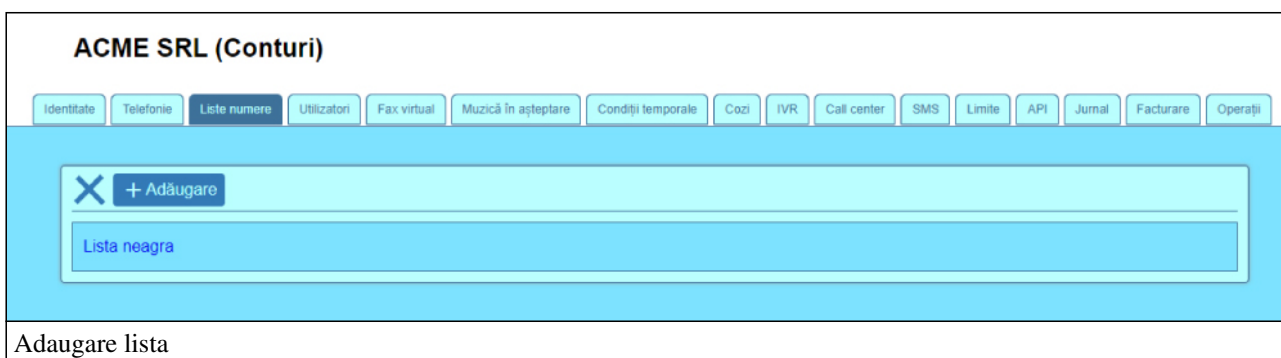 ACME SRL (Conturi)
Identitate Telefonie Liste numere Utilizatori Fax virtual Muzică în așteptare Condiții temporale Cozi IVR Call center SMS Limite API Jurnal Facturare Operații
+ Adăugare
Lista neagra
Adaugare lista